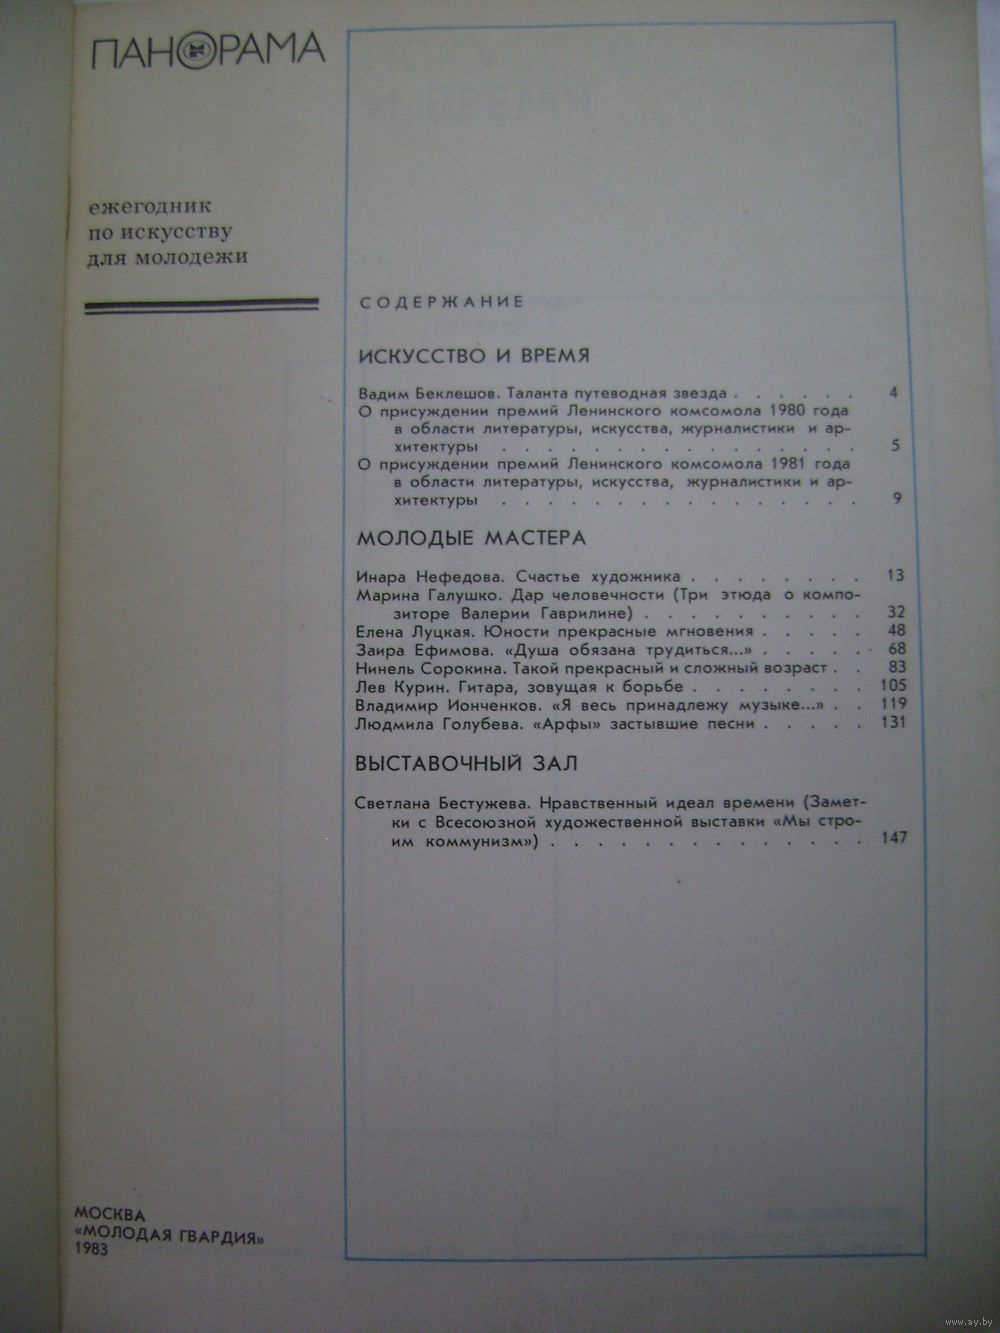 ПАНОРАМА
ежегодник
по искусству
для молодежи
СОДЕРЖАНИЕ
ИСКУССТВО И ВРЕМЯ
Вадим Беклешов. Таланта путеводная звезда . . . . . . 4
О присуждении премий Ленинского комсомола 1980 года
в области литературы, искусства, журналистики и ар-
хитектуры . . . . . . . . . . . . . . . . 5
О присуждении премий Ленинского комсомола 1981 года
в области литературы, искусства, журналистики и ар-
хитектуры . . . . . . . . . . . . . . . . 9
МОЛОДЫЕ МАСТЕРА
Инара Нефедова. Счастье художника . . . . . . . . 13
Марина Галушко. Дар человечности (Три этюда о компо-
зиторе Валерии Гаврилине) . . . . . . . . . . 32
Елена Луцкая. Юности прекрасные мгновения . . . . . 48
Заира Ефимова. «Душа обязана трудиться...» . . . . . 68
Нинель Сорокина. Такой прекрасный и сложный возраст . . 83
Лев Курин. Гитара, зовущая к борьбе . . . . . . . . 105
Владимир Ионченков. «Я весь принадлежу музыке...» . . 119
Людмила Голубева. «Арфы» застывшие песни . . . . . 131
ВЫСТАВОЧНЫЙ ЗАЛ
Светлана Бестужева. Нравственный идеал времени (Замет-
ки с Всесоюзной художественной выставки «Мы стро-
им коммунизм») . . . . . . . . . . . . . . 147
МОСКВА
«МОЛОДАЯ ГВАРДИЯ»
1983
www.ay.by